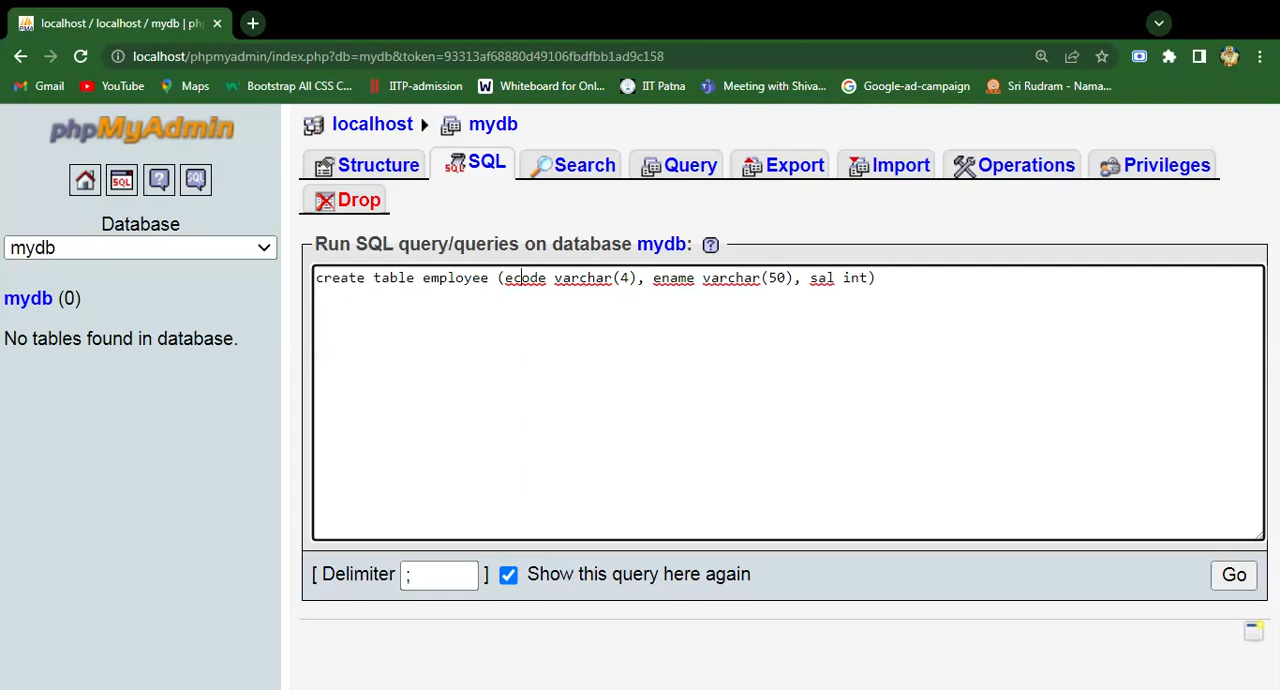 localhost / localhost / mydb | ph
localhost/phpmyadmin/index.php?db=mydb&token=93313af68880d49106fbdfbb1ad9c158
Gmail YouTube Maps Bootstrap All CSS C... IITP-admission Whiteboard for Onl... IIT Patna Meeting with Shiva... Google-ad-campaign Sri Rudram - Nama...
phpMyAdmin
Database
mydb
mydb (0)
No tables found in database.
localhost mydb
Structure SQL Search Query Export Import Operations Privileges
Drop
Run SQL query/queries on database mydb:
create table employee (ecode varchar(4), ename varchar(50), sal int)
[ Delimiter ; ] Show this query here again Go